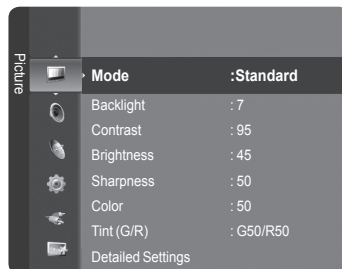 Picture
Mode :Standard
Backlight : 7
Contrast : 95
Brightness : 45
Sharpness : 50
Color : 50
Tint (G/R) : G50/R50
Detailed Settings